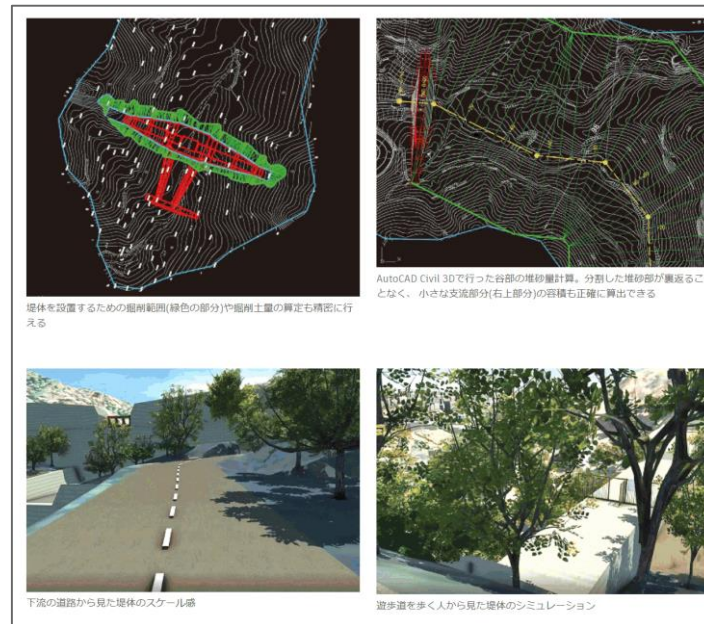 堤体を設置するための掘削範囲(緑色の部分)や掘削土量の算定も精密に行
える
AutoCAD Civil 3Dで行った谷部の堆砂量計算。分割した堆砂部が裏返るこ
となく、 小さな支流部分(右上部分)の容積も正確に算出できる
下流の道路から見た堤体のスケール感
遊歩道を歩く人から見た堤体のシミュレーション